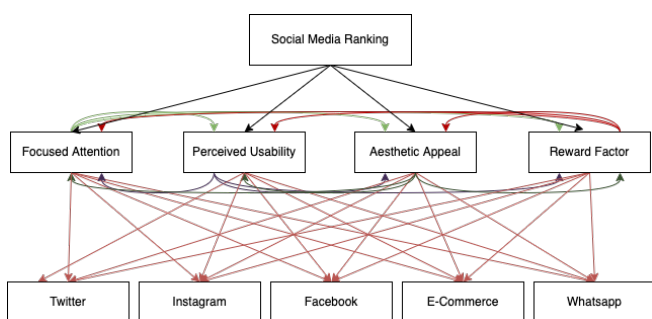 Social Media Ranking
Focused Attention
Perceived Usability
Aesthetic Appeal
Reward Factor
Twitter
Instagram
Facebook
E-Commerce
Whatsapp